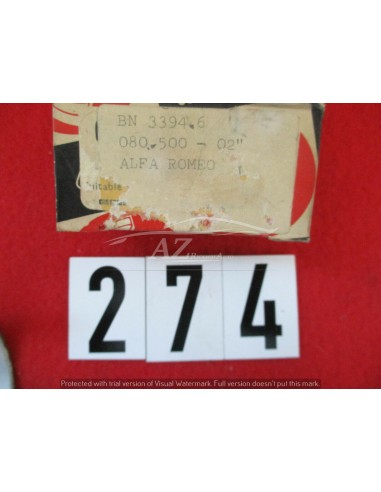 BN 3394.6
080.500 - 02"
ALFA ROMEO
Suitable
AZ
274
Protected with trial version of Visual Watermark. Full version doesn't put this mark.